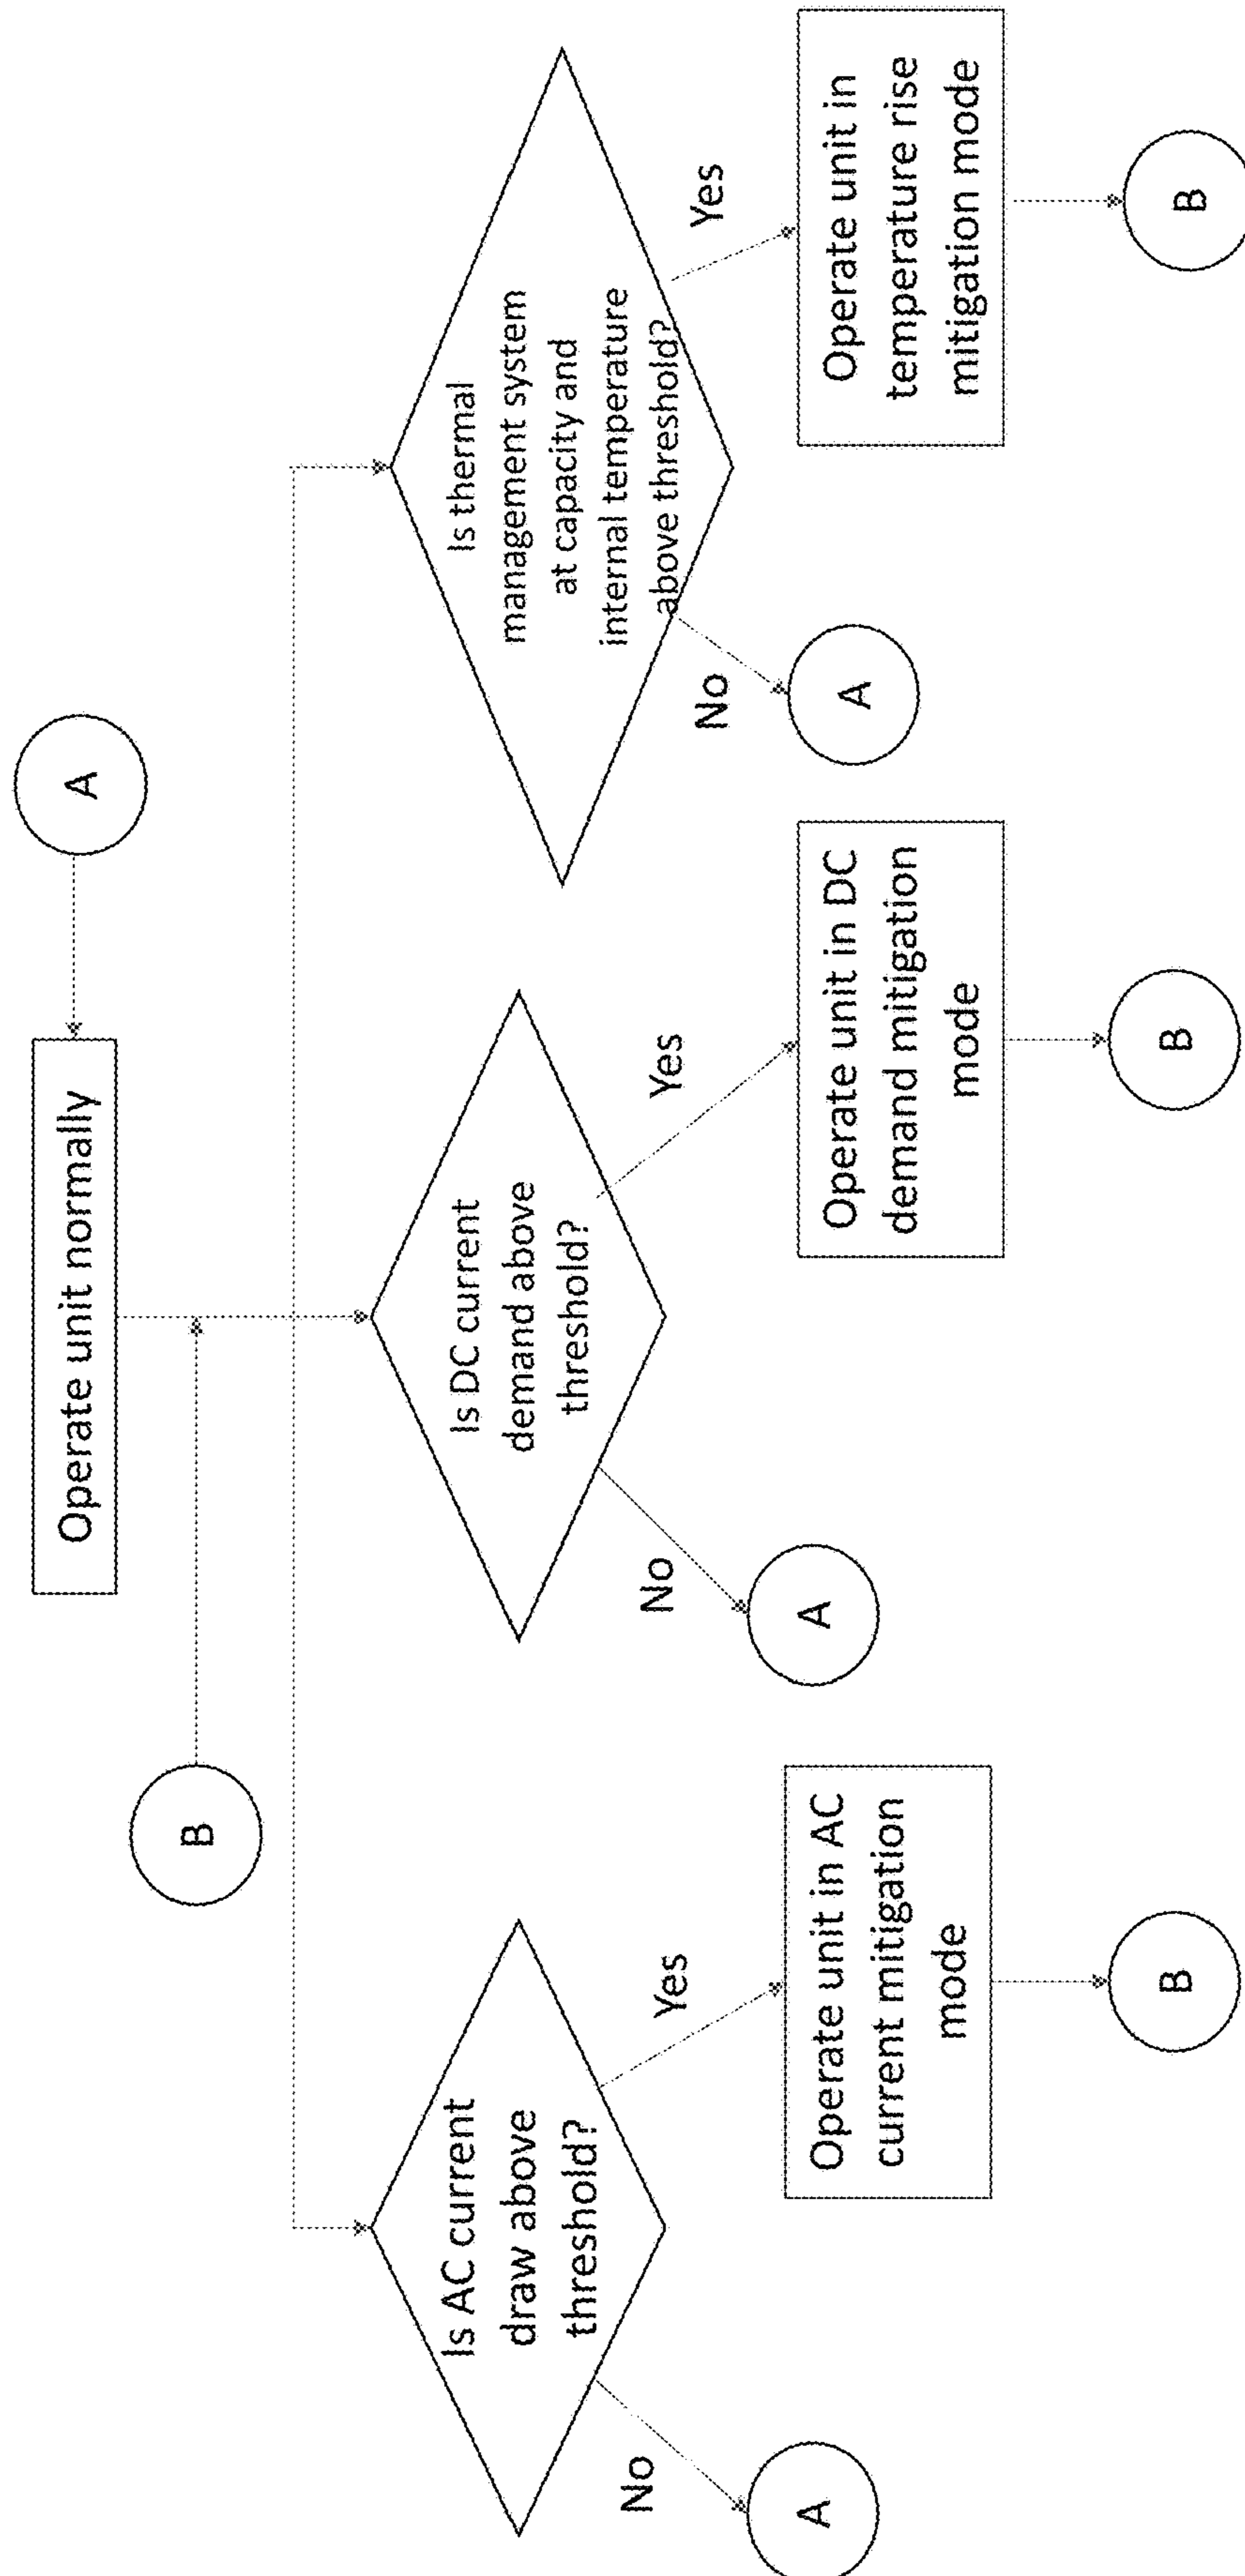 Operate unit normally
A
B
Is AC current
draw above
threshold?
Is DC current
demand above
threshold?
Is thermal
management system
at capacity and
internal temperature
above threshold?
No
Yes
No
Yes
No
Yes
A
Operate unit in AC
current mitigation
mode
A
Operate unit in DC
demand mitigation
mode
A
Operate unit in
temperature rise
mitigation mode
B
B
B